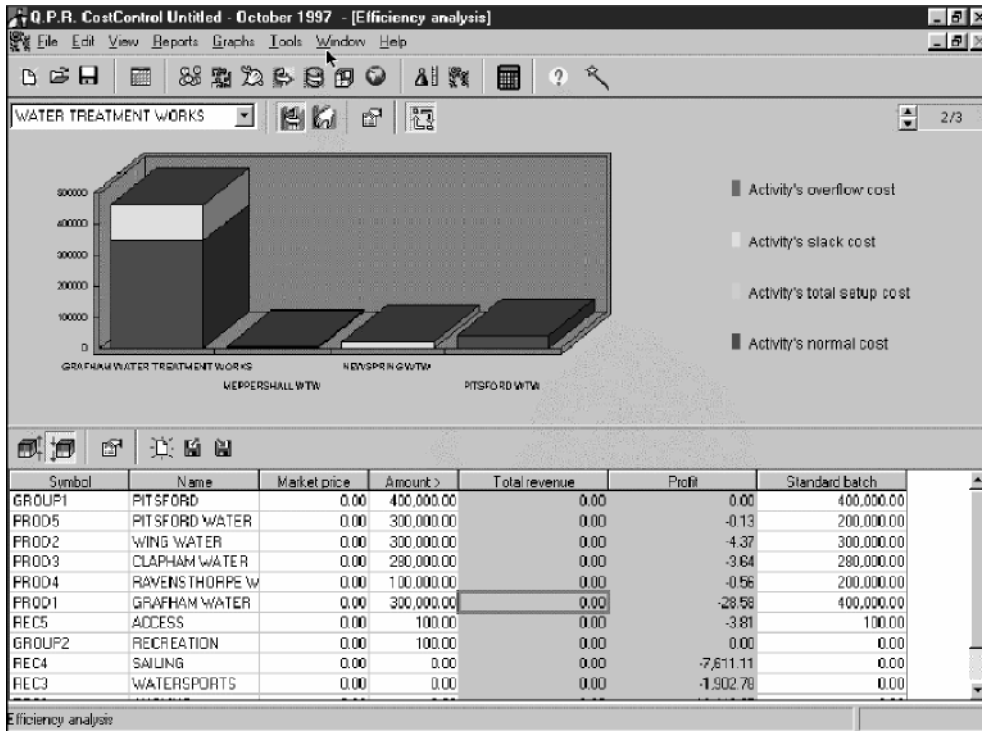 Q.P.R. CostControl Untitled - October 1997 - [Efficiency analysis]
File Edit View Reports Graphs Tools Window Help
WATER TREATMENT WORKS 2/3
500000
400000
300000
200000
100000
0
GRAFHAM WATER TREATMENT WORKS
MEPPERSHALL WTW
NEWSPRING WTW
PITSFORD WTW
Activity's overflow cost
Activity's slack cost
Activity's total setup cost
Activity's normal cost
Symbol Name Market price Amount > Total revenue Profit Standard batch
GROUP1 PITSFORD 0.00 400,000.00 0.00 0.00 400,000.00
PROD5 PITSFORD WATER 0.00 300,000.00 0.00 -0.13 200,000.00
PROD2 WING WATER 0.00 300,000.00 0.00 -4.37 300,000.00
PROD3 CLAPHAM WATER 0.00 280,000.00 0.00 -3.64 280,000.00
PROD4 RAVENSTHORPE W 0.00 100,000.00 0.00 -0.56 200,000.00
PROD1 GRAFHAM WATER 0.00 300,000.00 0.00 -28.58 400,000.00
REC5 ACCESS 0.00 100.00 0.00 -3.81 100.00
GROUP2 RECREATION 0.00 100.00 0.00 0.00 0.00
REC4 SAILING 0.00 0.00 0.00 -7,611.11 0.00
REC3 WATERSPORTS 0.00 0.00 0.00 -1,902.78 0.00
Efficiency analysis